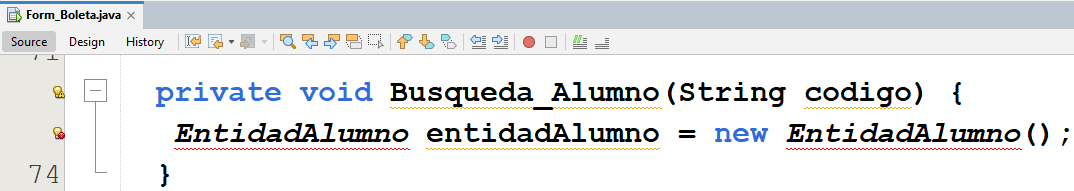 Form_Boleta.java
Source Design History
private void Busqueda_Alumno(String codigo) {
EntidadAlumno entidadAlumno = new EntidadAlumno();
74 }